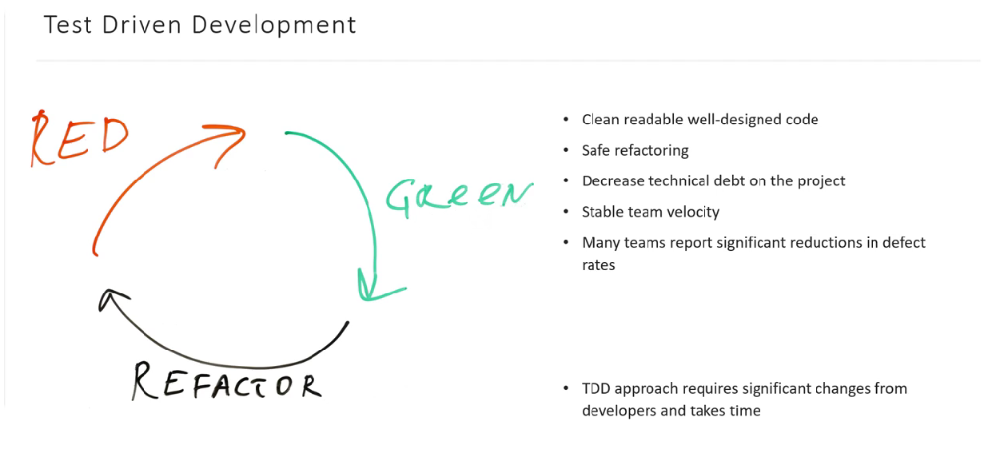 Test Driven Development
RED
GREEN
REFACTOR
• Clean readable well-designed code
• Safe refactoring
• Decrease technical debt on the project
• Stable team velocity
• Many teams report significant reductions in defect
rates
• TDD approach requires significant changes from
developers and takes time